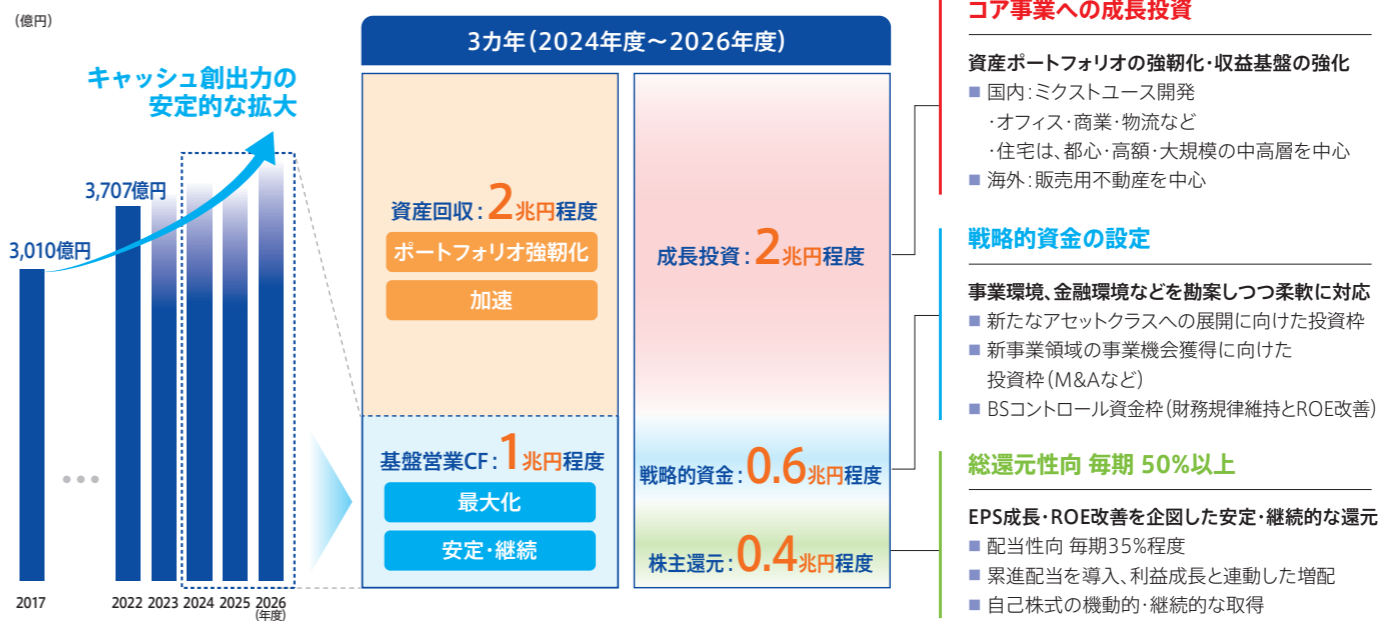 （億円）
キャッシュ創出力の
安定的な拡大
3,010億円
3,707億円
2017
2022
2023
2024
2025
2026
（年度）
3カ年（2024年度～2026年度）
資産回収：2兆円程度
ポートフォリオ強靭化
加速
基盤営業CF：1兆円程度
最大化
安定・継続
成長投資：2兆円程度
戦略的資金：0.6兆円程度
株主還元：0.4兆円程度
コア事業への成長投資
資産ポートフォリオの強靭化・収益基盤の強化
■ 国内：ミクストユース開発
・オフィス・商業・物流など
・住宅は、都心・高額・大規模の中高層を中心
■ 海外：販売用不動産を中心
戦略的資金の設定
事業環境、金融環境などを勘案しつつ柔軟に対応
■ 新たなアセットクラスへの展開に向けた投資枠
■ 新事業領域の事業機会獲得に向けた
投資枠（M&Aなど）
■ BSコントロール資金枠（財務規律維持とROE改善）
総還元性向 毎期 50%以上
EPS成長・ROE改善を企図した安定・継続的な還元
■ 配当性向 毎期35%程度
■ 累進配当を導入、利益成長と連動した増配
■ 自己株式の機動的・継続的な取得